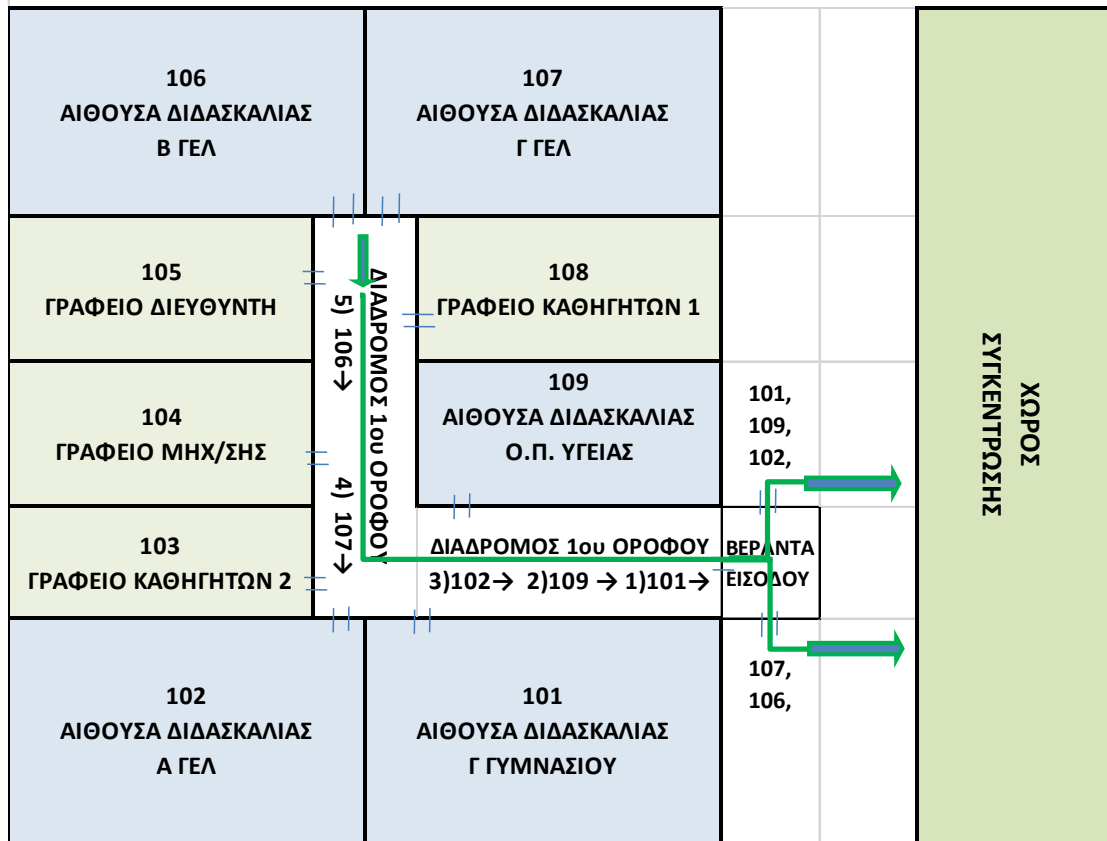 106
ΑΙΘΟΥΣΑ ΔΙΔΑΣΚΑΛΙΑΣ
Β ΓΕΛ
107
ΑΙΘΟΥΣΑ ΔΙΔΑΣΚΑΛΙΑΣ
Γ ΓΕΛ
105
ΓΡΑΦΕΙΟ ΔΙΕΥΘΥΝΤΗ
108
ΓΡΑΦΕΙΟ ΚΑΘΗΓΗΤΩΝ 1
104
ΓΡΑΦΕΙΟ ΜΗΧ/ΣΗΣ
109
ΑΙΘΟΥΣΑ ΔΙΔΑΣΚΑΛΙΑΣ
Ο.Π. ΥΓΕΙΑΣ
103
ΓΡΑΦΕΙΟ ΚΑΘΗΓΗΤΩΝ 2
ΔΙΑΔΡΟΜΟΣ 1ου ΟΡΟΦΟΥ
5) 106→ 4) 107→
ΔΙΑΔΡΟΜΟΣ 1ου ΟΡΟΦΟΥ
3)102→ 2)109 → 1)101→
ΒΕΡΑΝΤΑ
ΕΙΣΟΔΟΥ
101,
109,
102,
107,
106,
102
ΑΙΘΟΥΣΑ ΔΙΔΑΣΚΑΛΙΑΣ
Α ΓΕΛ
101
ΑΙΘΟΥΣΑ ΔΙΔΑΣΚΑΛΙΑΣ
Γ ΓΥΜΝΑΣΙΟΥ
ΧΩΡΟΣ
ΣΥΓΚΕΝΤΡΩΣΗΣ